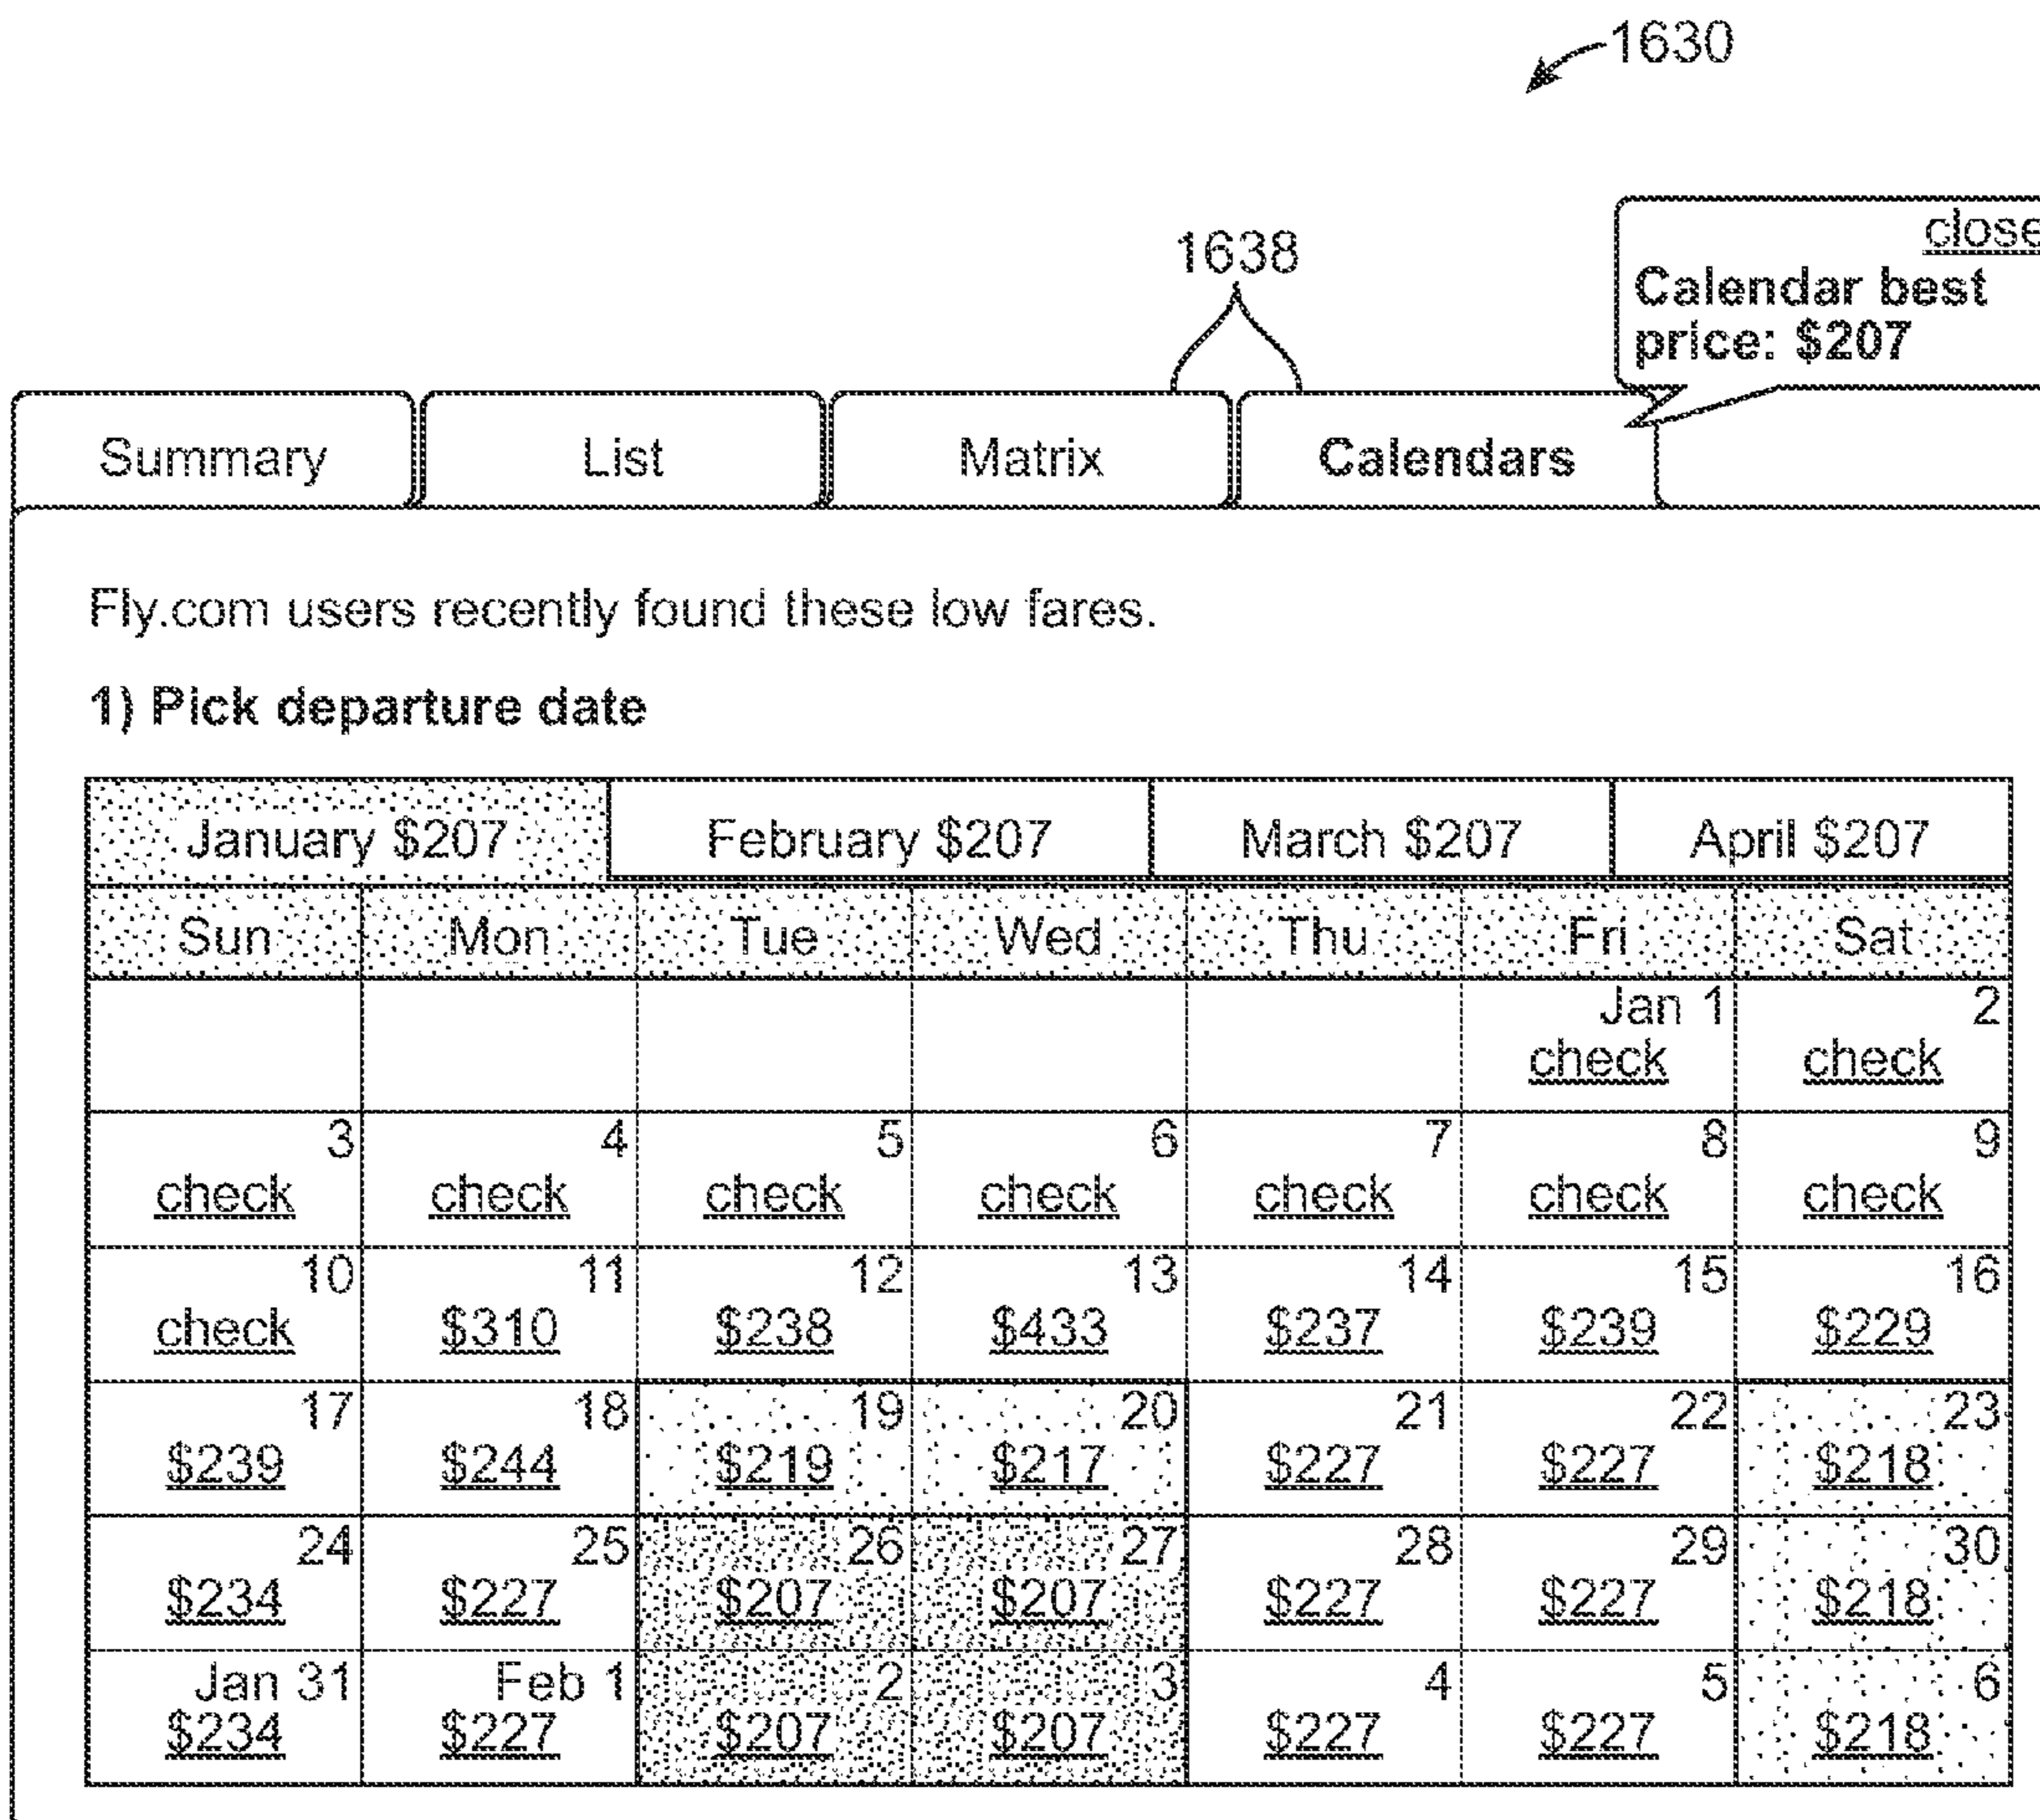 1630
1638
close
Calendar best
price: $207
Summary List Matrix Calendars
Fly.com users recently found these low fares.
1) Pick departure date
January $207 February $207 March $207 April $207
Sun Mon Tue Wed Thu Fri Sat
Jan 1 2
check check
3 4 5 6 7 8 9
check check check check check check check
10 11 12 13 14 15 16
check $310 $238 $433 $237 $239 $229
17 18 19 20 21 22 23
$239 $244 $219 $217 $227 $227 $218
24 25 26 27 28 29 30
$234 $227 $207 $207 $227 $227 $218
Jan 31 Feb 1 2 3 4 5 6
$234 $227 $207 $207 $227 $227 $218